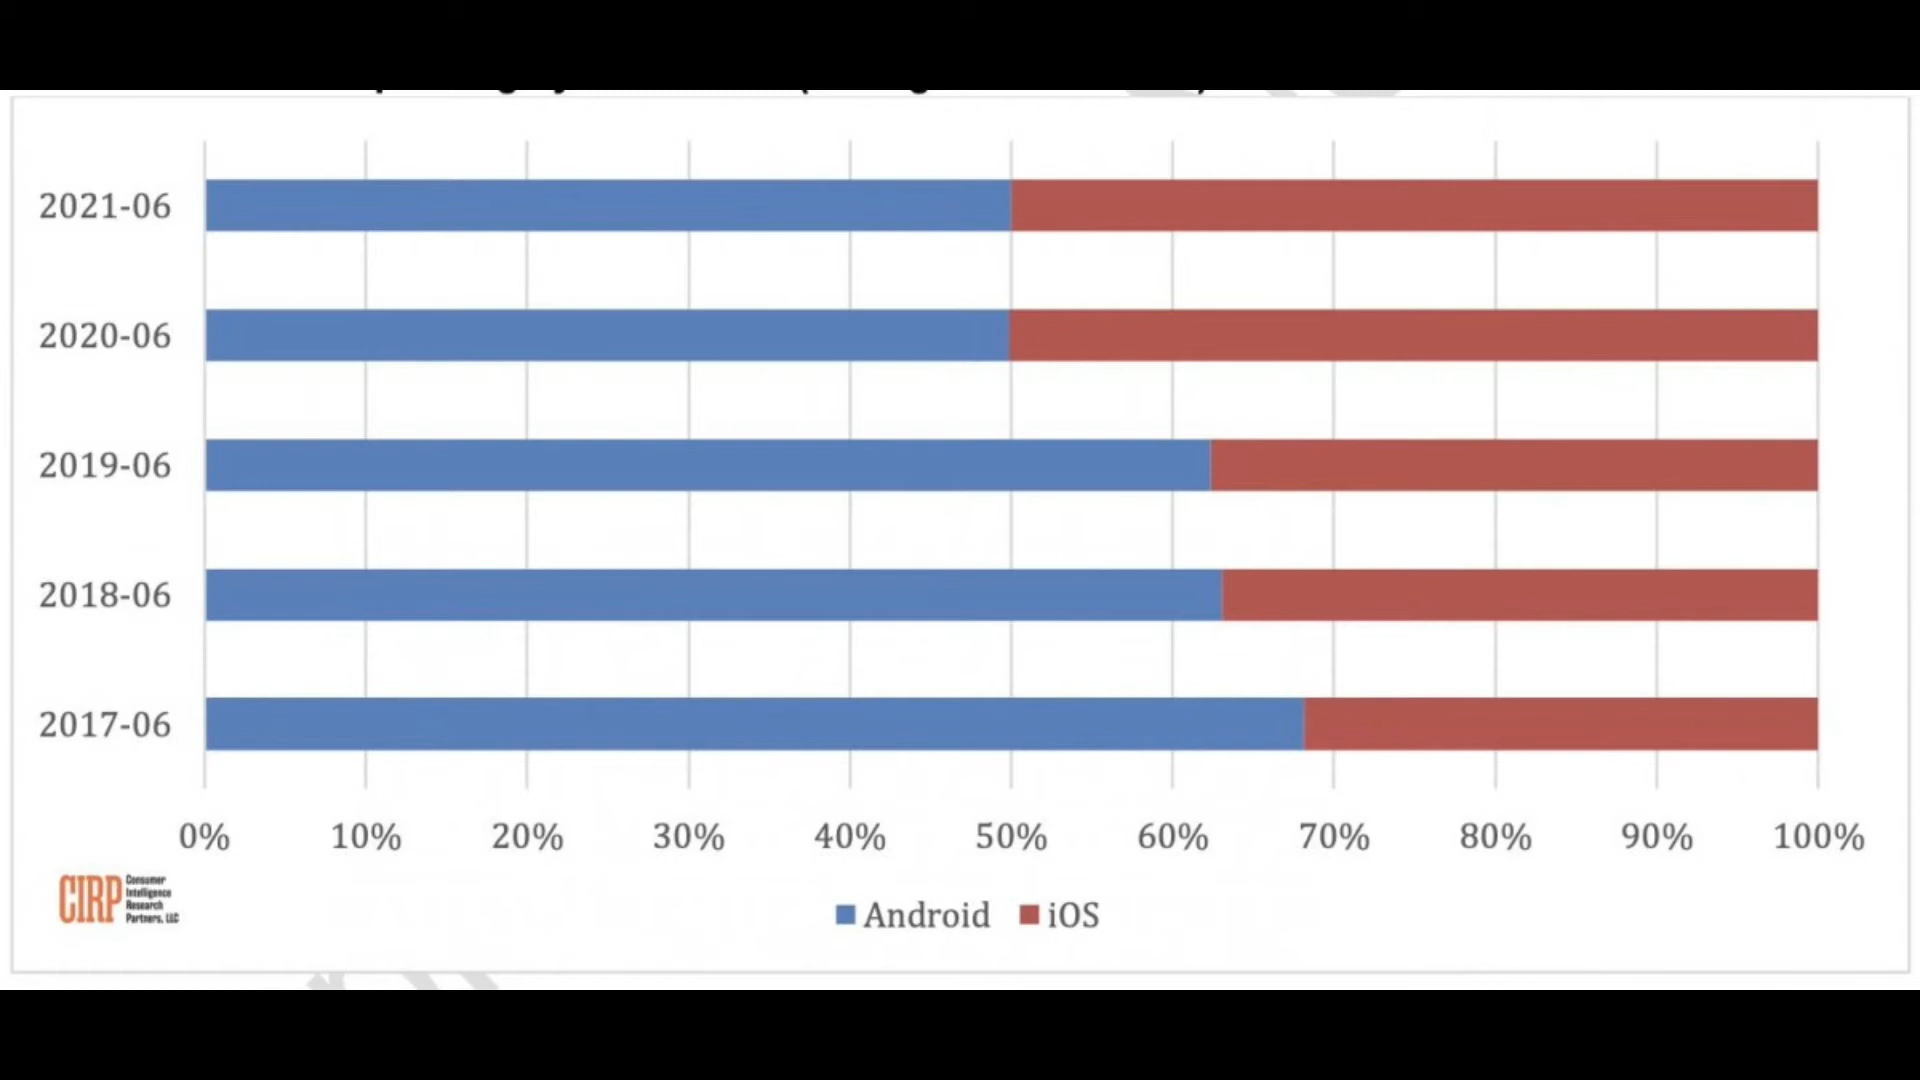 2021-06
2020-06
2019-06
2018-06
2017-06
0% 10% 20% 30% 40% 50% 60% 70% 80% 90% 100%
CIRP
Consumer
Intelligence
Research
Partners, LLC
Android iOS